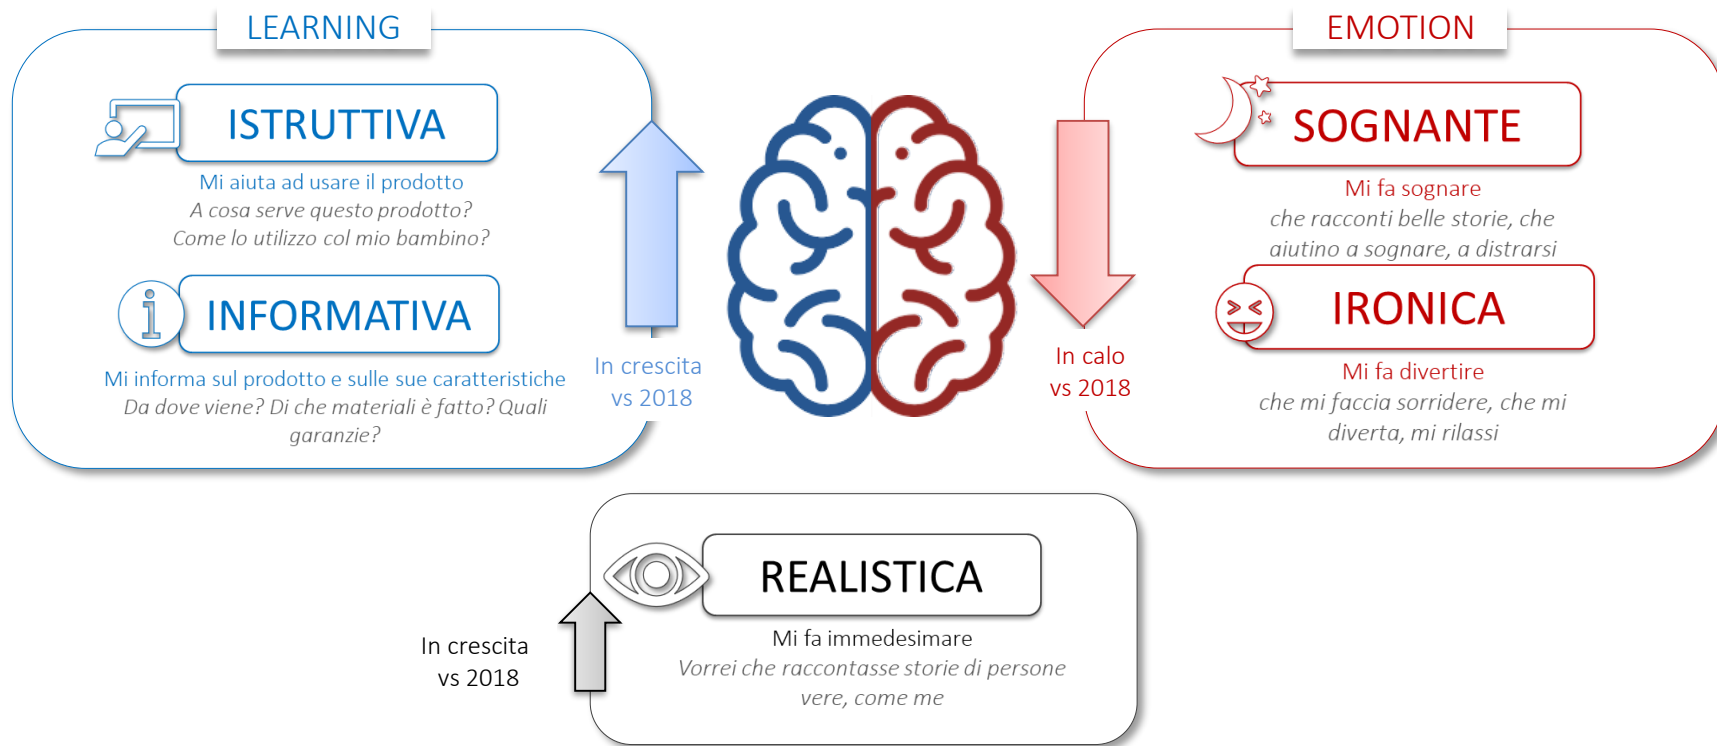 LEARNING
ISTRUTTIVA
Mi aiuta ad usare il prodotto
A cosa serve questo prodotto?
Come lo utilizzo col mio bambino?
INFORMATIVA
Mi informa sul prodotto e sulle sue caratteristiche
Da dove viene? Di che materiali è fatto? Quali
garanzie?
In crescita
vs 2018
EMOTION
SOGNANTE
Mi fa sognare
che racconti belle storie, che
aiutino a sognare, a distrarsi
IRONICA
Mi fa divertire
che mi faccia sorridere, che mi
diverta, mi rilassi
In calo
vs 2018
REALISTICA
Mi fa immedesimare
Vorrei che raccontasse storie di persone
vere, come me
In crescita
vs 2018